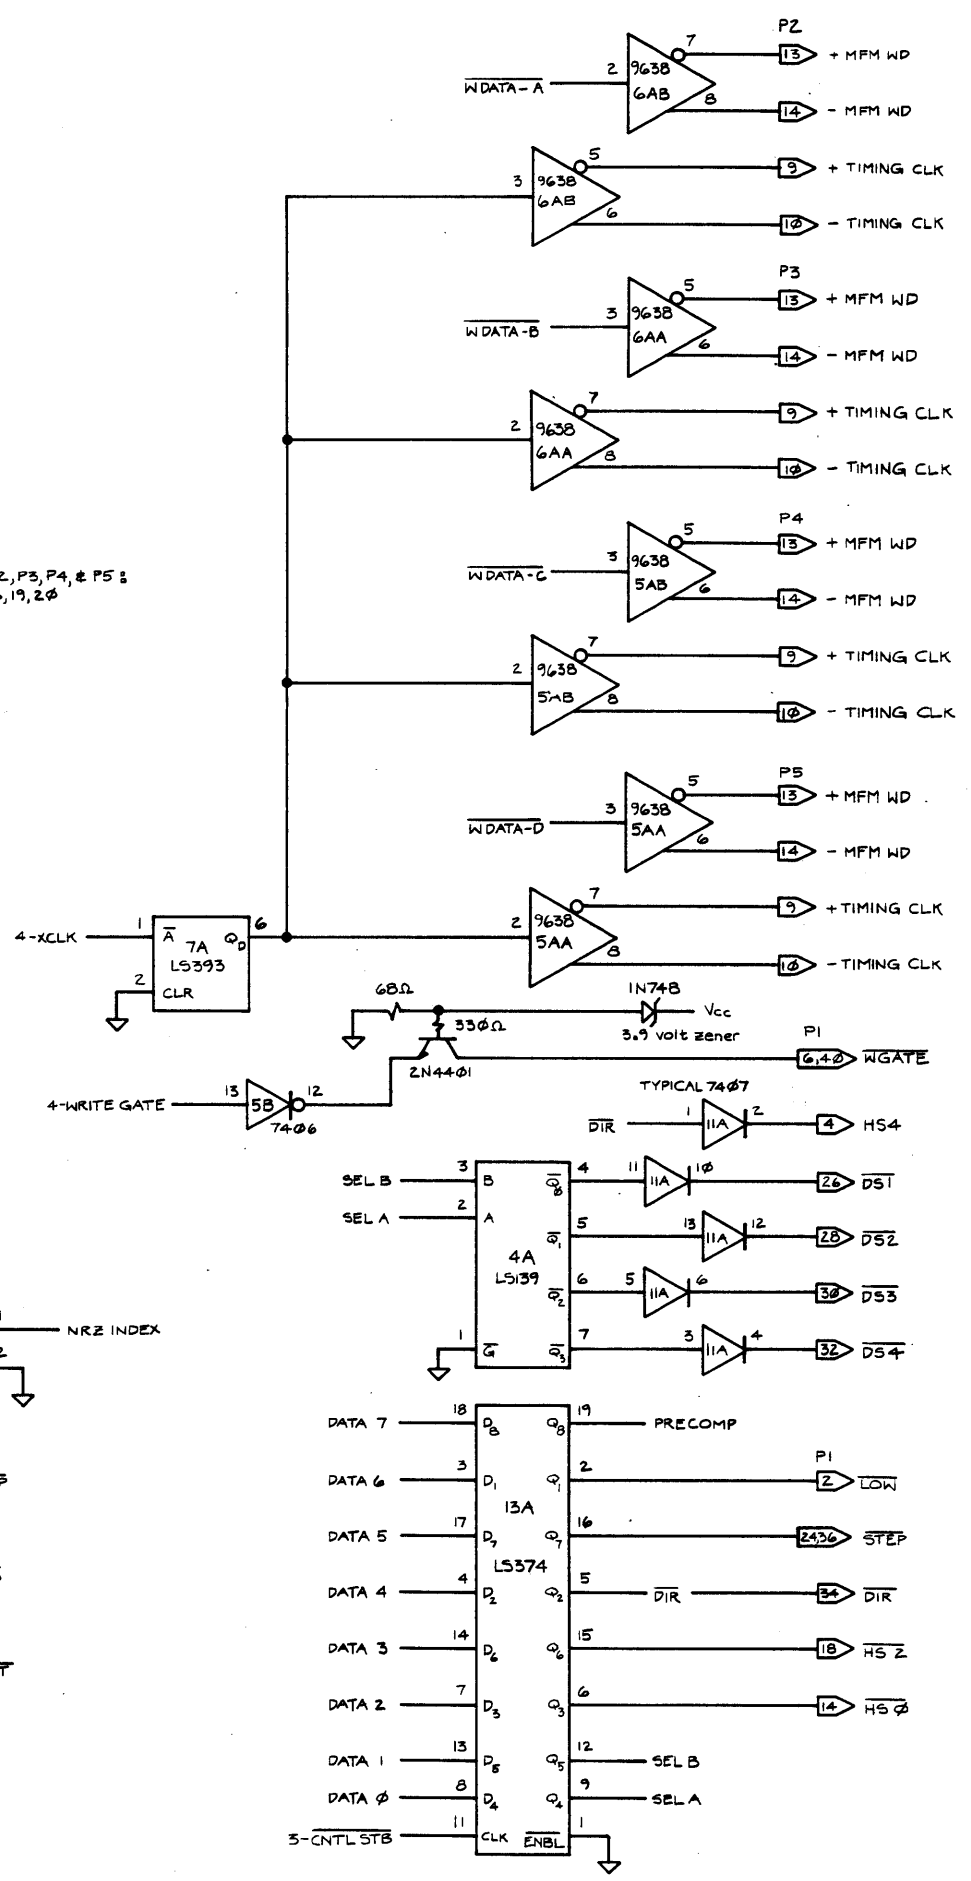 P2
7
13 + MFM WD
2 9638
WDATA-A 6AB 8
14 - MFM WD
5
9 + TIMING CLK
3 9638
6AB 6
10 - TIMING CLK
P3
5
13 + MFM WD
3 9638
WDATA-B 6AA 6
14 - MFM WD
7
9 + TIMING CLK
2 9638
6AA 8
10 - TIMING CLK
P4
5
13 + MFM WD
3 9638
WDATA-C 5AB 6
14 - MFM WD
2, P3, P4, & P5:
, 19, 20
7
9 + TIMING CLK
2 9638
5AB 8
10 - TIMING CLK
P5
5
13 + MFM WD
3 9638
WDATA-D 5AA 6
14 - MFM WD
7
9 + TIMING CLK
2 9638
5AA 8
10 - TIMING CLK
4-XCLK 1 A 7A QD 6
LS393
2 CLR
68Ω 1N748 Vcc
330Ω 3.9 volt zener
P1
2N4401 6,40 WGATE
4-WRITE GATE 13 5B 12
7406
TYPICAL 7407
DIR 1 11A 2 4 HS4
SEL B 3 B Q0 4 11 11A 10 26 DS1
SEL A 2 A
Q1 5 13 11A 12 28 DS2
4A
LS139
Q2 6 5 11A 6 30 DS3
1 G Q3 7 3 11A 4 32 DS4
NRZ INDEX
DATA 7 18 D8 Q8 19 PRECOMP
P1
DATA 6 3 D1 Q1 2 2 LOW
13A
DATA 5 17 D7 Q7 16 24,36 STEP
LS374
DATA 4 4 D2 Q2 5 DIR 34 DIR
DATA 3 14 D6 Q6 15 18 HS 2
DATA 2 7 D3 Q3 6 14 HS 0
DATA 1 13 D5 Q5 12 SEL B
DATA 0 8 D4 Q4 9 SEL A
3-CNTL STB 11 CLK ENBL 1